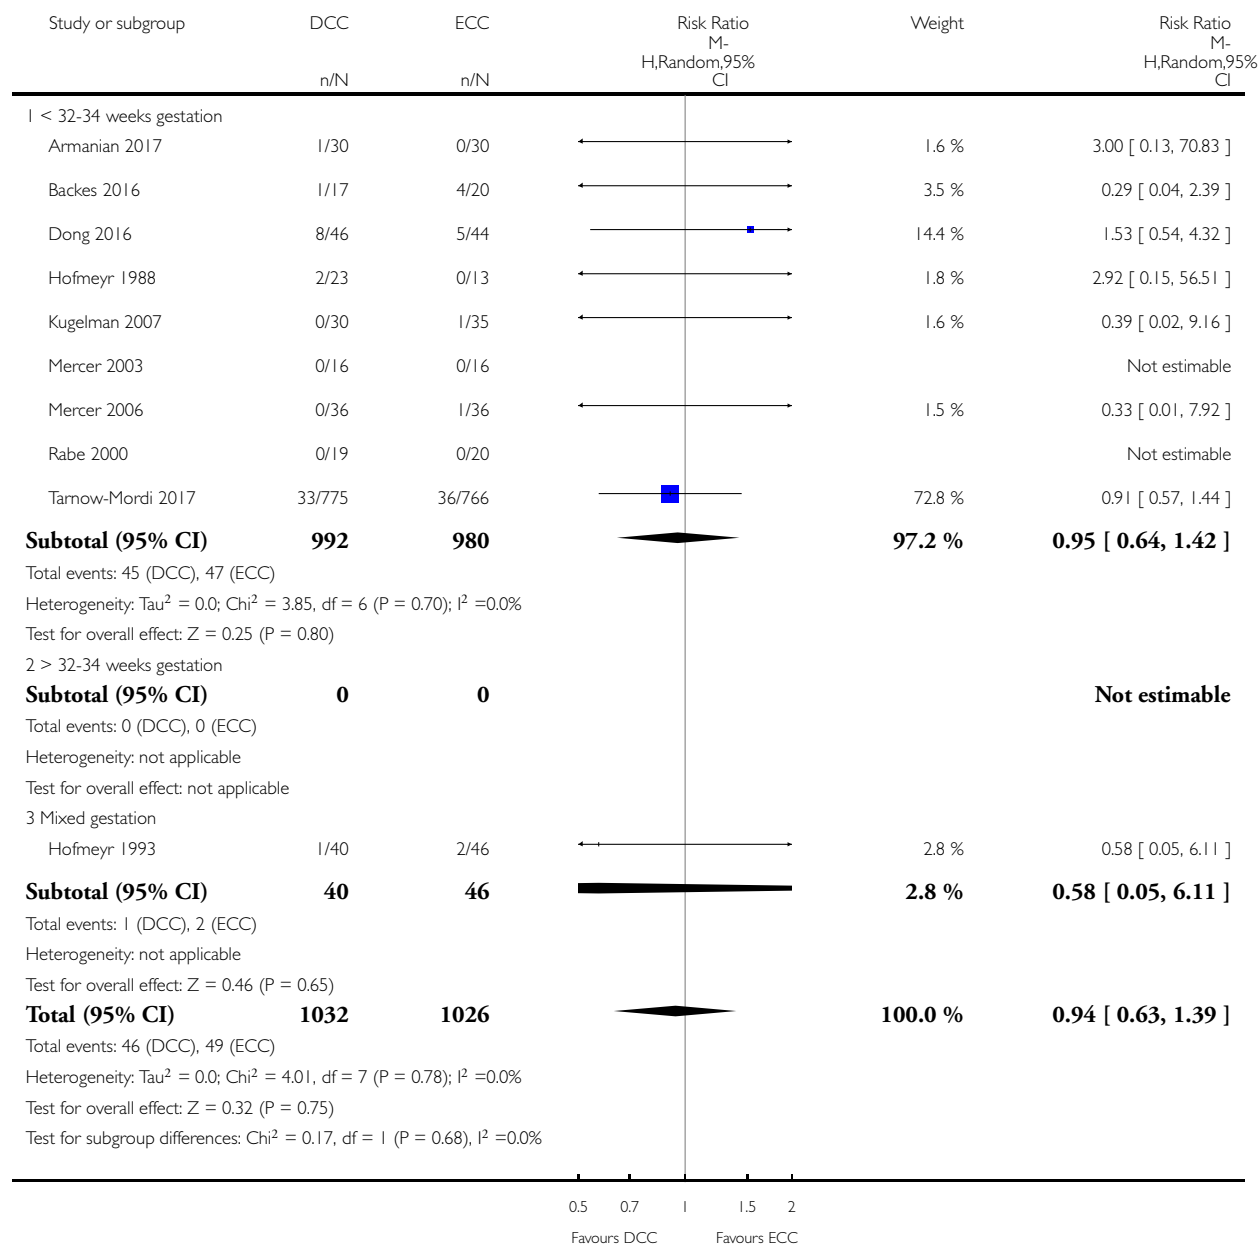 Study or subgroup DCC ECC Risk Ratio Weight Risk Ratio
M- M-
H,Random,95% H,Random,95%
n/N n/N CI CI
1 < 32-34 weeks gestation
Armanian 2017 1/30 0/30 1.6 % 3.00 [ 0.13, 70.83 ]
Backes 2016 1/17 4/20 3.5 % 0.29 [ 0.04, 2.39 ]
Dong 2016 8/46 5/44 14.4 % 1.53 [ 0.54, 4.32 ]
Hofmeyr 1988 2/23 0/13 1.8 % 2.92 [ 0.15, 56.51 ]
Kugelman 2007 0/30 1/35 1.6 % 0.39 [ 0.02, 9.16 ]
Mercer 2003 0/16 0/16 Not estimable
Mercer 2006 0/36 1/36 1.5 % 0.33 [ 0.01, 7.92 ]
Rabe 2000 0/19 0/20 Not estimable
Tarnow-Mordi 2017 33/775 36/766 72.8 % 0.91 [ 0.57, 1.44 ]
Subtotal (95% CI) 992 980 97.2 % 0.95 [ 0.64, 1.42 ]
Total events: 45 (DCC), 47 (ECC)
Heterogeneity: Tau² = 0.0; Chi² = 3.85, df = 6 (P = 0.70); I² =0.0%
Test for overall effect: Z = 0.25 (P = 0.80)
2 > 32-34 weeks gestation
Subtotal (95% CI) 0 0 Not estimable
Total events: 0 (DCC), 0 (ECC)
Heterogeneity: not applicable
Test for overall effect: not applicable
3 Mixed gestation
Hofmeyr 1993 1/40 2/46 2.8 % 0.58 [ 0.05, 6.11 ]
Subtotal (95% CI) 40 46 2.8 % 0.58 [ 0.05, 6.11 ]
Total events: 1 (DCC), 2 (ECC)
Heterogeneity: not applicable
Test for overall effect: Z = 0.46 (P = 0.65)
Total (95% CI) 1032 1026 100.0 % 0.94 [ 0.63, 1.39 ]
Total events: 46 (DCC), 49 (ECC)
Heterogeneity: Tau² = 0.0; Chi² = 4.01, df = 7 (P = 0.78); I² =0.0%
Test for overall effect: Z = 0.32 (P = 0.75)
Test for subgroup differences: Chi² = 0.17, df = 1 (P = 0.68), I² =0.0%
0.5 0.7 1 1.5 2
Favours DCC Favours ECC